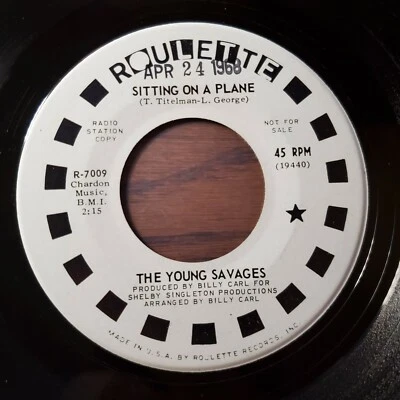 ROULETTE
APR 24 1968
SITTING ON A PLANE
(T. Titelman-L. George)
RADIO
STATION
COPY
NOT FOR
SALE
R-7009
Chardon
Music,
B.M.I.
2:15
45 RPM
(19440)
THE YOUNG SAVAGES
PRODUCED BY BILLY CARL FOR
SHELBY SINGLETON PRODUCTIONS
ARRANGED BY BILLY CARL
MADE IN U.S.A. BY ROULETTE RECORDS, INC.